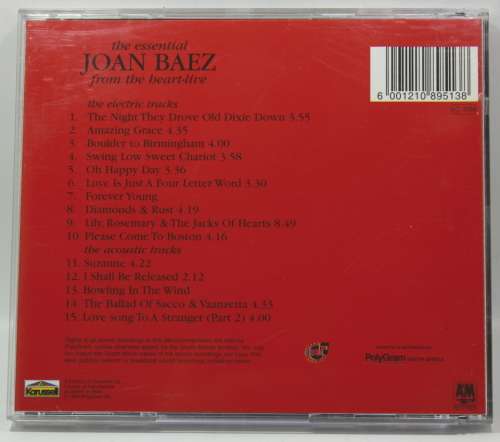 the essential
JOAN BAEZ
from the heart-live
6 001210 895138
the electric tracks
1. The Night They Drove Old Dixie Down 3.55
2. Amazing Grace 4.35
3. Boulder to Birmingham 4.00
4. Swing Low Sweet Chariot 3.58
5. Oh Happy Day 3.36
6. Love Is Just A Four Letter Word 3.30
7. Forever Young
8. Diamonds & Rust 4.19
9. Lily, Rosemary & The Jacks Of Hearts 8.49
10. Please Come To Boston 4.16
the acoustic tracks
11. Suzanne 4.22
12. I Shall Be Released 2.12
13. Bowling In The Wind
14. The Ballad Of Sacco & Vaanzetta 4.33
15. Love song To A Stranger (Part 2) 4.00
Karussell
PolyGram SOUTH AFRICA
A&M